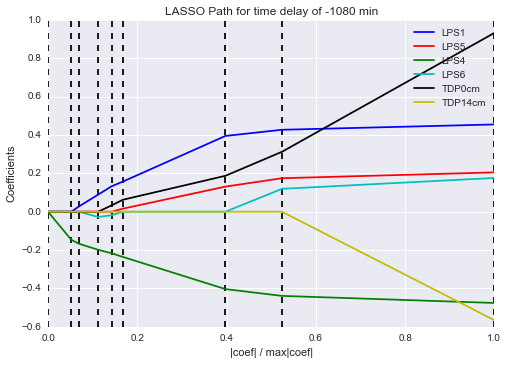 LASSO Path for time delay of -1080 min
1.0
0.8
0.6
0.4
0.2
0.0
−0.2
−0.4
−0.6
Coefficients
LPS1
LPS5
LPS4
LPS6
TDP0cm
TDP14cm
0.0 0.2 0.4 0.6 0.8 1.0
|coef| / max|coef|